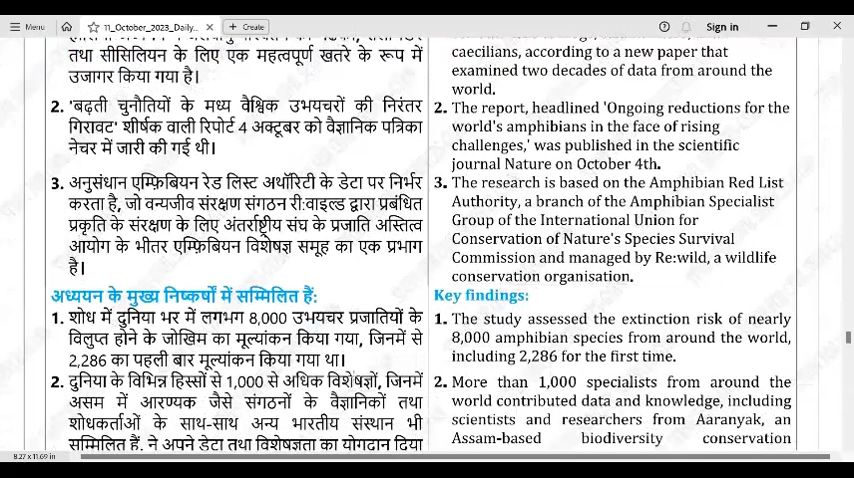 Menu
11_October_2023_Daily...
× + Create
Sign in
तथा सीसिलियन के लिए एक महत्वपूर्ण खतरे के रूप में
उजागर किया गया है।
2. 'बढ़ती चुनौतियों के मध्य वैश्विक उभयचरों की निरंतर
गिरावट' शीर्षक वाली रिपोर्ट 4 अक्टूबर को वैज्ञानिक पत्रिका
नेचर में जारी की गई थी।
3. अनुसंधान एम्फ़िबियन रेड लिस्ट अथॉरिटी के डेटा पर निर्भर
करता है, जो वन्यजीव संरक्षण संगठन री:वाइल्ड द्वारा प्रबंधित
प्रकृति के संरक्षण के लिए अंतर्राष्ट्रीय संघ के प्रजाति अस्तित्व
आयोग के भीतर एम्फ़िबियन विशेषज्ञ समूह का एक प्रभाग
है।
अध्ययन के मुख्य निष्कर्षों में सम्मिलित हैं:
1. शोध में दुनिया भर में लगभग 8,000 उभयचर प्रजातियों के
विलुप्त होने के जोखिम का मूल्यांकन किया गया, जिनमें से
2,286 का पहली बार मूल्यांकन किया गया था।
2. दुनिया के विभिन्न हिस्सों से 1,000 से अधिक विशेषज्ञों, जिनमें
असम में आरण्यक जैसे संगठनों के वैज्ञानिकों तथा
शोधकर्ताओं के साथ-साथ अन्य भारतीय संस्थान भी
सम्मिलित हैं, ने अपने डेटा तथा विशेषज्ञता का योगदान दिया
caecilians, according to a new paper that
examined two decades of data from around the
world.
2. The report, headlined 'Ongoing reductions for the
world's amphibians in the face of rising
challenges,' was published in the scientific
journal Nature on October 4th.
3. The research is based on the Amphibian Red List
Authority, a branch of the Amphibian Specialist
Group of the International Union for
Conservation of Nature's Species Survival
Commission and managed by Re:wild, a wildlife
conservation organisation.
Key findings:
1. The study assessed the extinction risk of nearly
8,000 amphibian species from around the world,
including 2,286 for the first time.
2. More than 1,000 specialists from around the
world contributed data and knowledge, including
scientists and researchers from Aaranyak, an
Assam-based biodiversity conservation
8.27 x 11.69 in